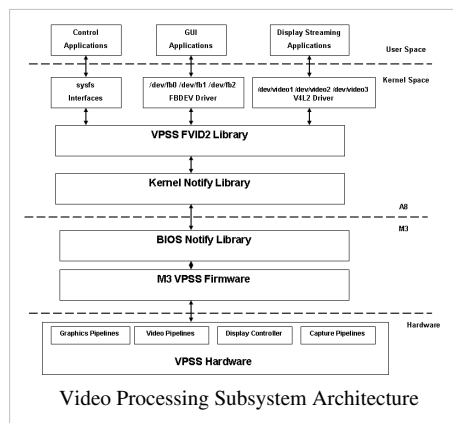 Control
Applications
GUI
Applications
Display Streaming
Applications
User Space
Kernel Space
sysfs
Interfaces
/dev/fb0 /dev/fb1 /dev/fb2
FBDEV Driver
/dev/video1 /dev/video2 /dev/video3
V4L2 Driver
VPSS FVID2 Library
Kernel Notify Library
A8
M3
BIOS Notify Library
M3 VPSS Firmware
Hardware
Graphics Pipelines
Video Pipelines
Display Controller
Capture Pipelines
VPSS Hardware
Video Processing Subsystem Architecture